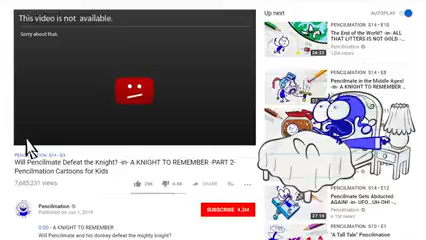 This video is not available.
Sorry about that.
PENCILMATION S14 • E9
Will Pencilmate Defeat the Knight? -in- A KNIGHT TO REMEMBER -PART 2-
Pencilmation Cartoons for Kids
7,685,231 views
SHARE
Pencilmation
Published on Jun 1, 2019
SUBSCRIBE 4.2M
0:00 - A KNIGHT TO REMEMBER
Will Pencilmate and his donkey defeat the mighty knight?
Up next
AUTOPLAY
PENCILMATION S14 • E10
The End of the World? -in- ALL
THAT LITTERS IS NOT GOLD -
Pencilmation
PENCILMATION S14 • E8
Pencilmate in the Middle Ages!
-in- A KNIGHT TO REMEMBER
PENCILMATION S14 • E12
Pencilmate Gets Abducted
AGAIN! -in- UFO...UH-OH! -
Pencilmation
27:15
"A Tall Tale" Pencilmation